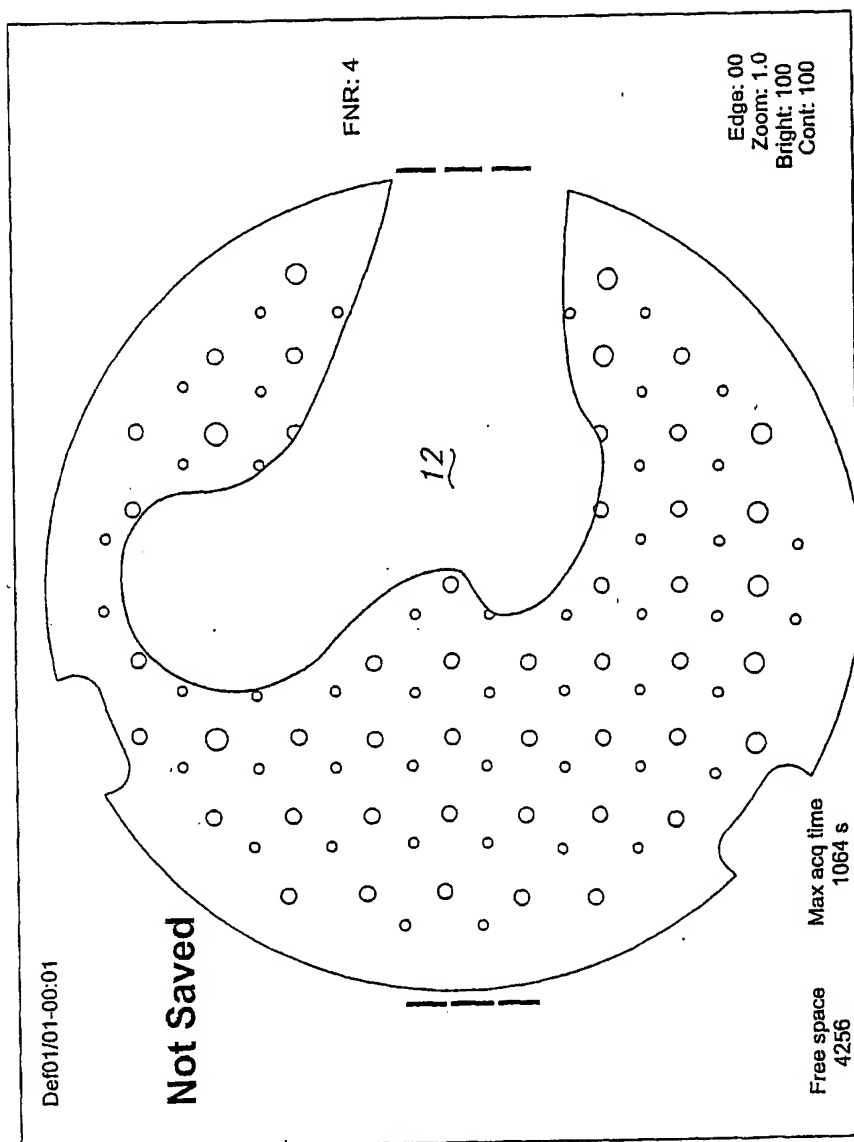 Def01/01-00:01
FNR: 4
Not Saved
12
Free space
4256
Max acq time
1064 s
Edge: 00
Zoom: 1.0
Bright: 100
Cont: 100